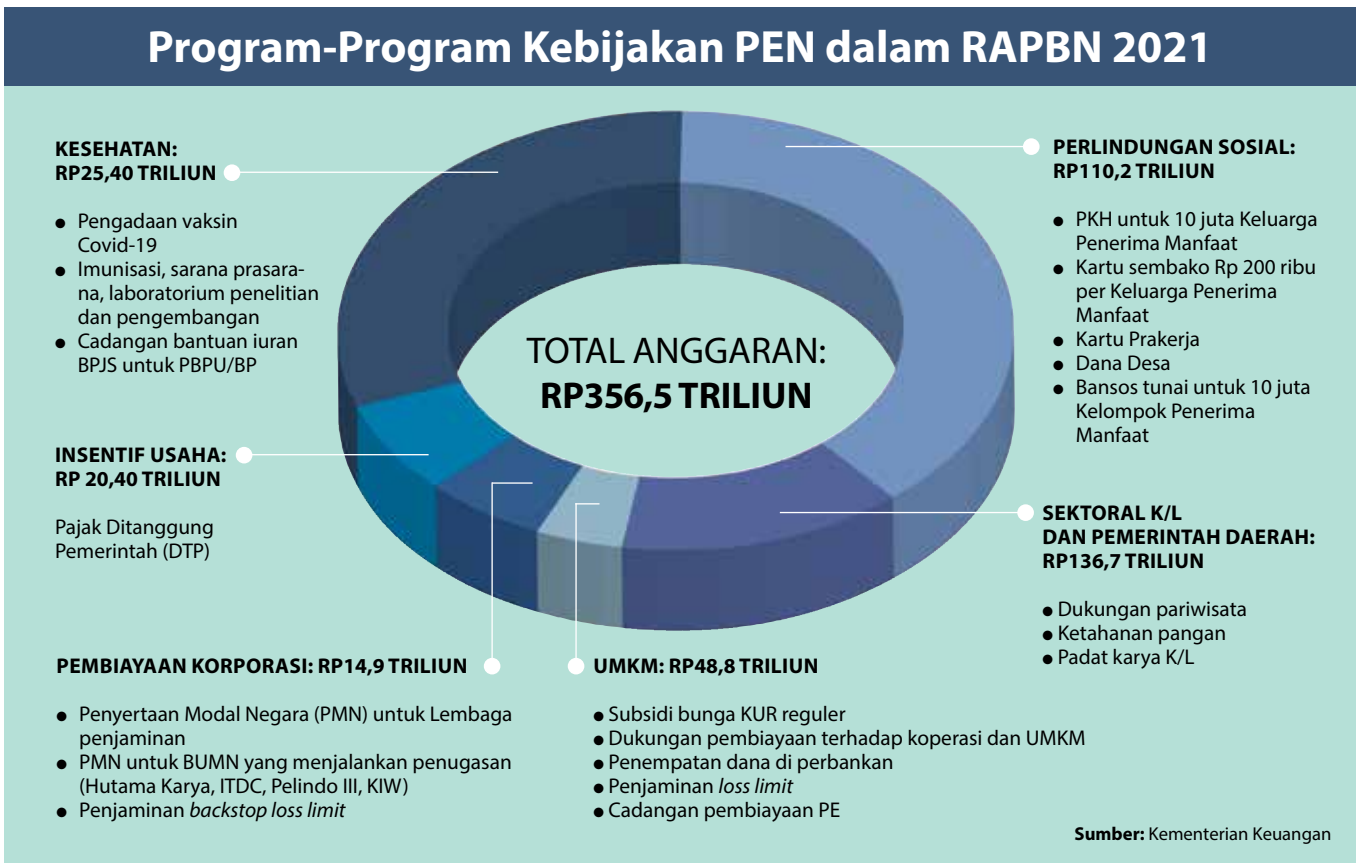 Program-Program Kebijakan PEN dalam RAPBN 2021
KESEHATAN:
RP25,40 TRILIUN
● Pengadaan vaksin
Covid-19
● Imunisasi, sarana prasara-
na, laboratorium penelitian
dan pengembangan
● Cadangan bantuan iuran
BPJS untuk PBPU/BP
INSENTIF USAHA:
RP 20,40 TRILIUN
Pajak Ditanggung
Pemerintah (DTP)
TOTAL ANGGARAN:
RP356,5 TRILIUN
PERLINDUNGAN SOSIAL:
RP110,2 TRILIUN
● PKH untuk 10 juta Keluarga
Penerima Manfaat
● Kartu sembako Rp 200 ribu
per Keluarga Penerima
Manfaat
● Kartu Prakerja
● Dana Desa
● Bansos tunai untuk 10 juta
Kelompok Penerima
Manfaat
SEKTORAL K/L
DAN PEMERINTAH DAERAH:
RP136,7 TRILIUN
● Dukungan pariwisata
● Ketahanan pangan
● Padat karya K/L
PEMBIAYAAN KORPORASI: RP14,9 TRILIUN
● Penyertaan Modal Negara (PMN) untuk Lembaga
penjaminan
● PMN untuk BUMN yang menjalankan penugasan
(Hutama Karya, ITDC, Pelindo III, KIW)
● Penjaminan backstop loss limit
UMKM: RP48,8 TRILIUN
● Subsidi bunga KUR reguler
● Dukungan pembiayaan terhadap koperasi dan UMKM
● Penempatan dana di perbankan
● Penjaminan loss limit
● Cadangan pembiayaan PE
Sumber: Kementerian Keuangan